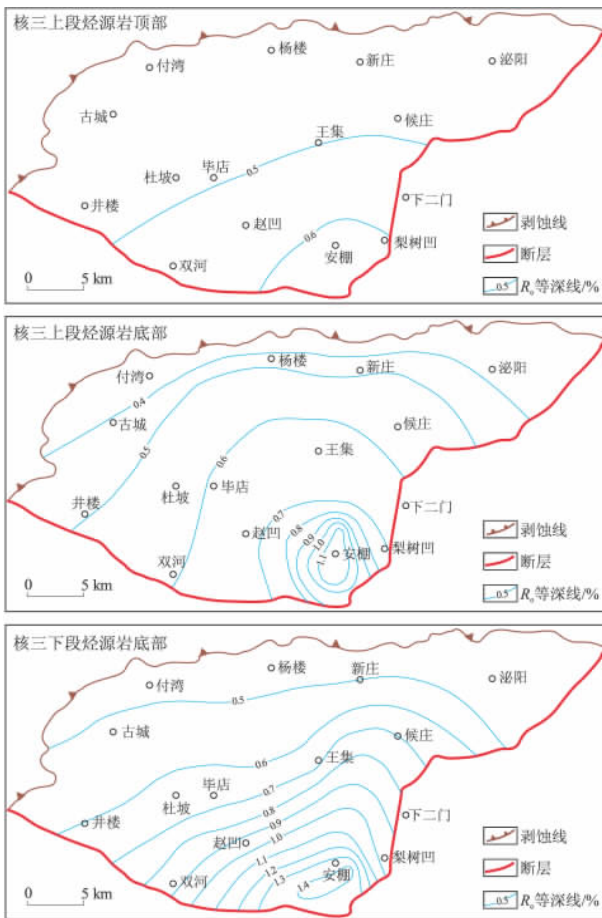 核三上段烃源岩顶部
杨楼
付湾
新庄
泌阳
古城
候庄
王集
0.5
杜坡
毕店
井楼
下二门
赵凹
0.6
梨树凹
安棚
双河
0 5 km
剥蚀线
断层
0.5 R₀等深线/%
核三上段烃源岩底部
杨楼
付湾
新庄
泌阳
0.4
古城
候庄
0.5
王集
0.6
杜坡
毕店
井楼
下二门
0.7
0.8
赵凹
0.9
1.0
梨树凹
安棚
1.1
双河
0 5 km
剥蚀线
断层
0.5 R₀等深线/%
核三下段烃源岩底部
杨楼
付湾
新庄
泌阳
0.5
古城
候庄
0.6
王集
0.7
杜坡
毕店
0.8
井楼
下二门
0.9
赵凹
1.0
1.1
梨树凹
1.2
安棚
1.3
1.4
双河
0 5 km
剥蚀线
断层
0.5 R₀等深线/%